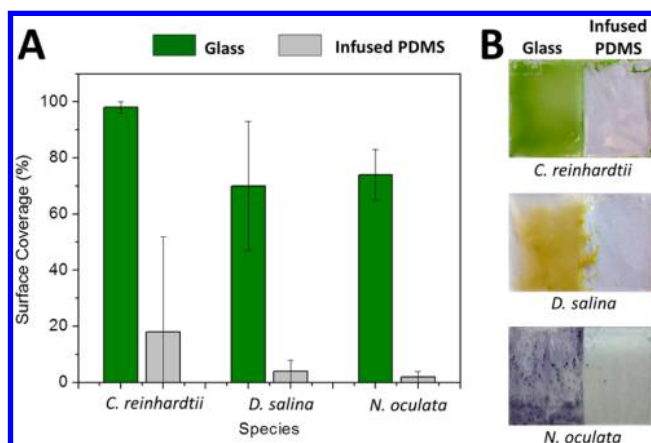 A
Glass
Infused PDMS
Surface Coverage (%)
100
80
60
40
20
0
C. reinhardtii
D. salina
N. oculata
Species
B
Glass
Infused
PDMS
C. reinhardtii
D. salina
N. oculata